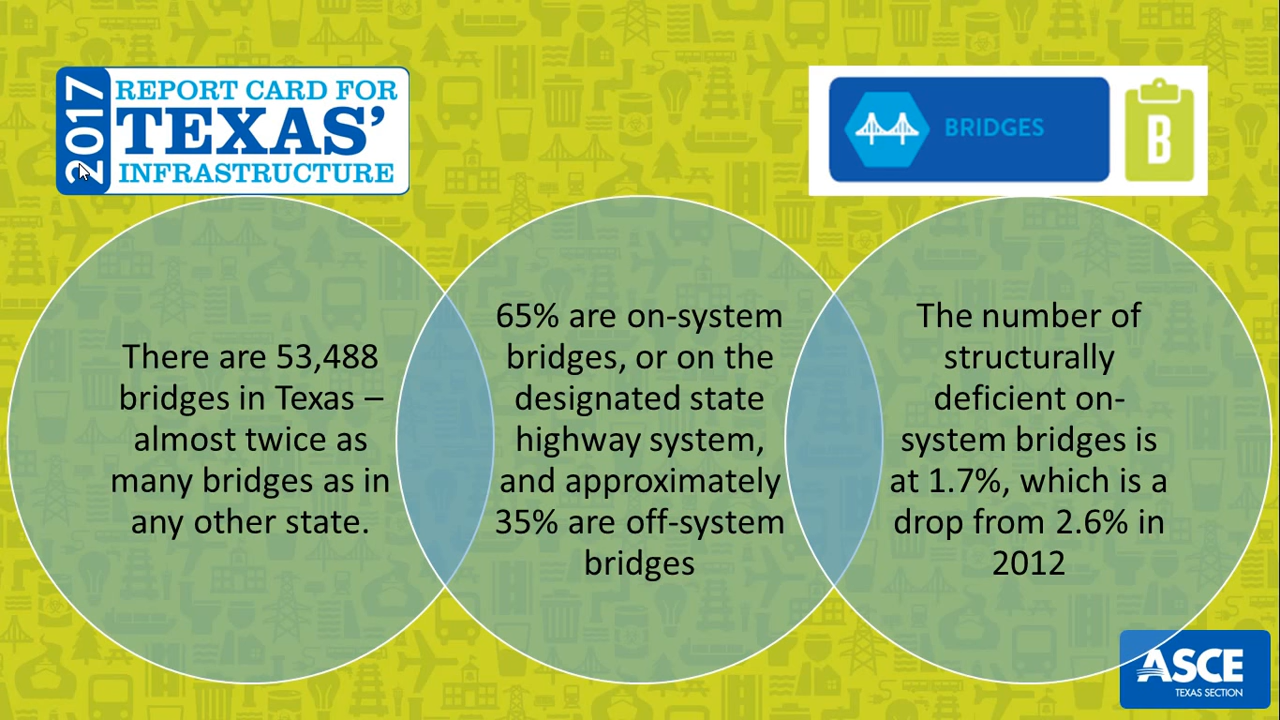 2017
REPORT CARD FOR
TEXAS'
INFRASTRUCTURE
BRIDGES
B
There are 53,488
bridges in Texas –
almost twice as
many bridges as in
any other state.
65% are on-system
bridges, or on the
designated state
highway system,
and approximately
35% are off-system
bridges
The number of
structurally
deficient on-
system bridges is
at 1.7%, which is a
drop from 2.6% in
2012
ASCE
TEXAS SECTION